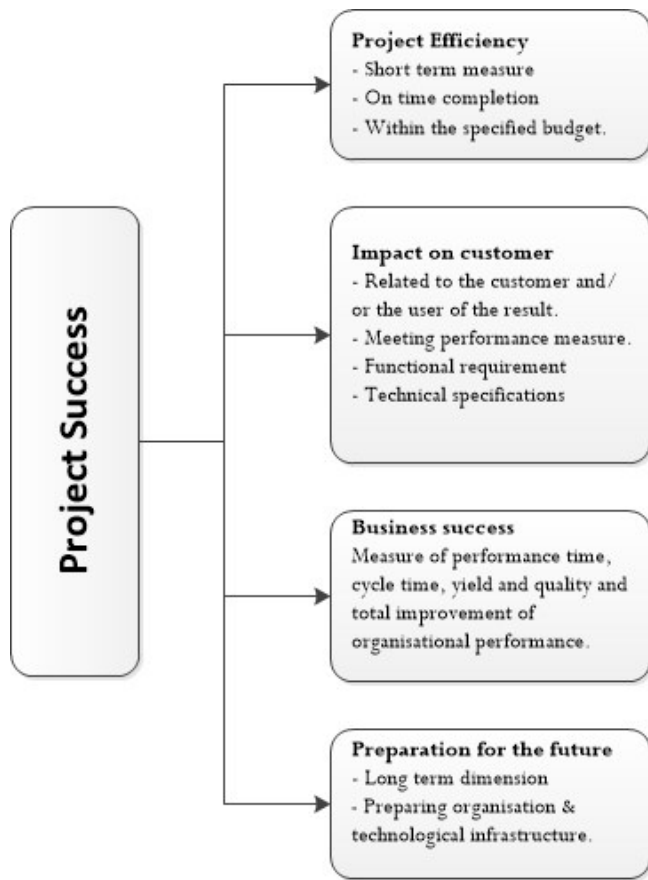 Project Success
Project Efficiency
- Short term measure
- On time completion
- Within the specified budget.
Impact on customer
- Related to the customer and/
or the user of the result.
- Meeting performance measure.
- Functional requirement
- Technical specifications
Business success
Measure of performance time,
cycle time, yield and quality and
total improvement of
organisational performance.
Preparation for the future
- Long term dimension
- Preparing organisation &
technological infrastructure.